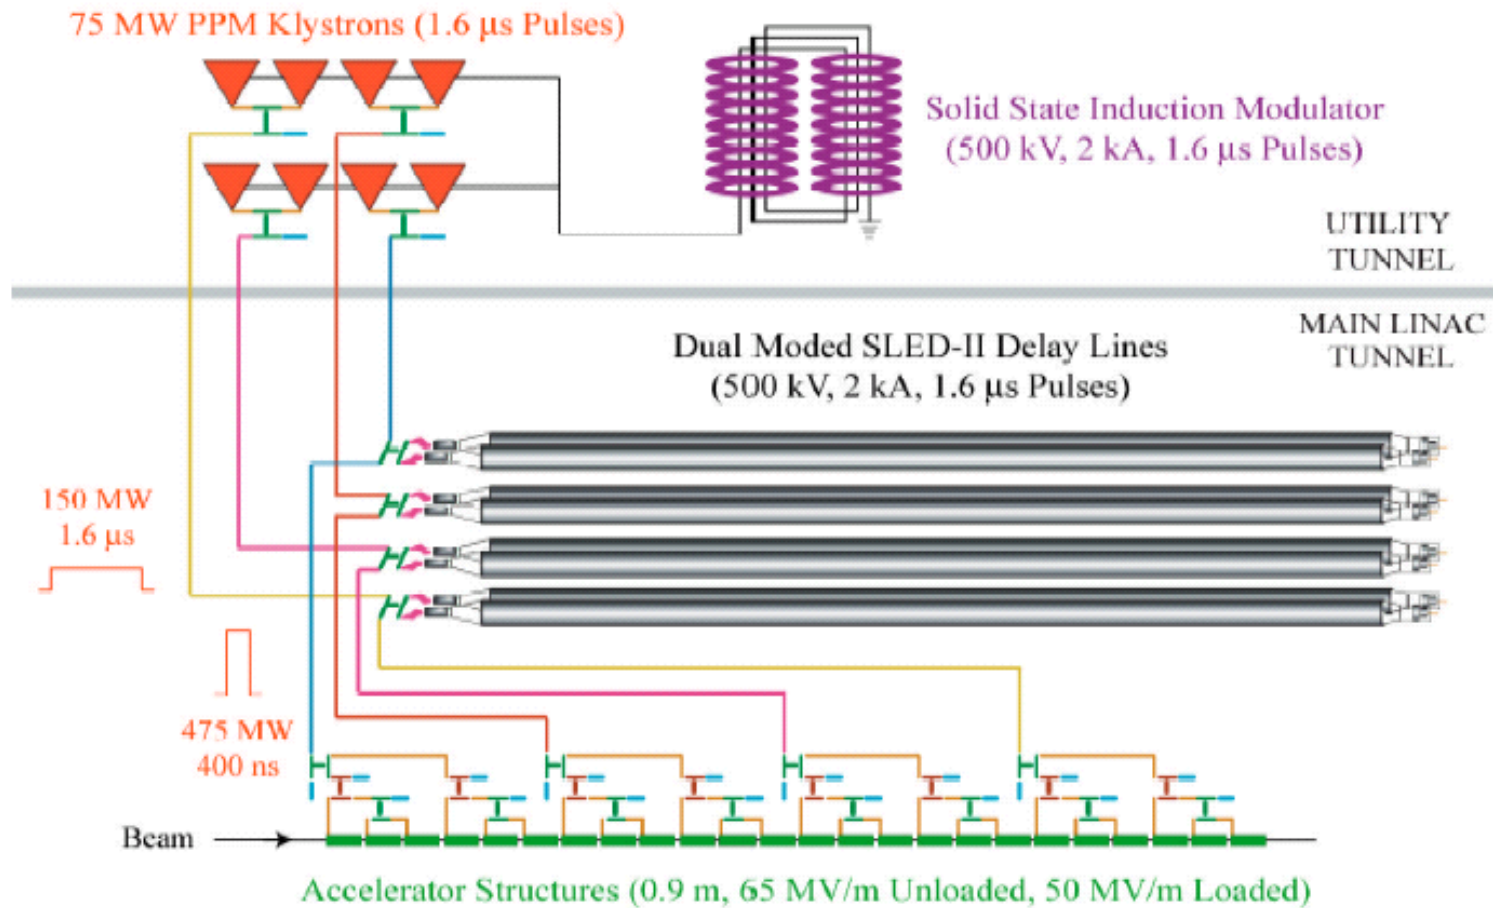 75 MW PPM Klystrons (1.6 µs Pulses)
Solid State Induction Modulator
(500 kV, 2 kA, 1.6 µs Pulses)
UTILITY
TUNNEL
MAIN LINAC
TUNNEL
Dual Moded SLED-II Delay Lines
(500 kV, 2 kA, 1.6 µs Pulses)
150 MW
1.6 µs
475 MW
400 ns
Beam
Accelerator Structures (0.9 m, 65 MV/m Unloaded, 50 MV/m Loaded)